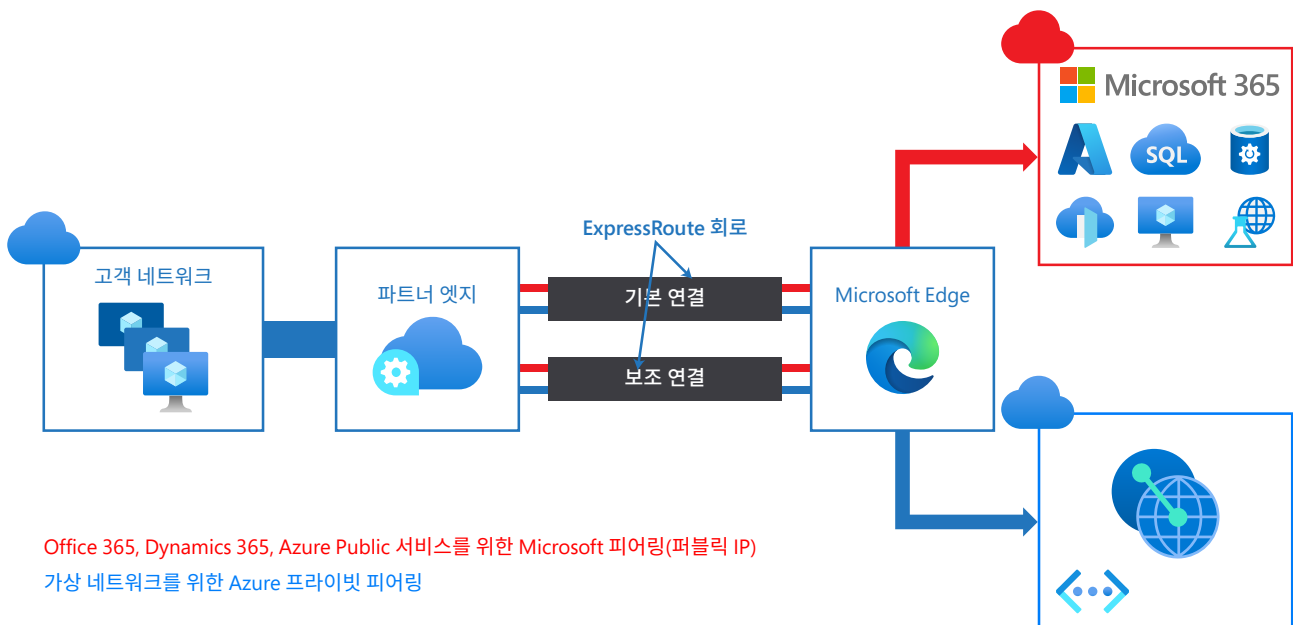 Microsoft 365
SQL
ExpressRoute 회로
고객 네트워크
파트너 엣지
기본 연결
Microsoft Edge
보조 연결
Office 365, Dynamics 365, Azure Public 서비스를 위한 Microsoft 피어링(퍼블릭 IP)
가상 네트워크를 위한 Azure 프라이빗 피어링